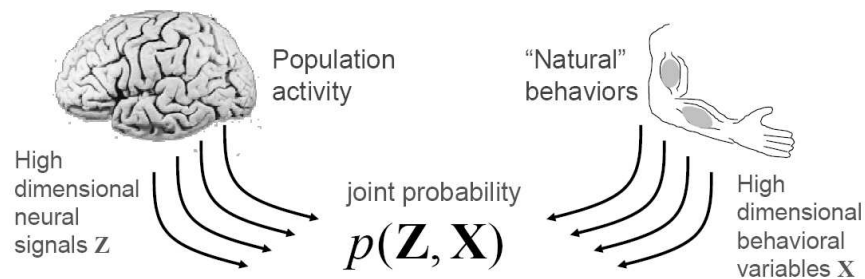 Population
activity
“Natural”
behaviors
High
dimensional
neural
signals Z
joint probability
p(Z, X)
High
dimensional
behavioral
variables X